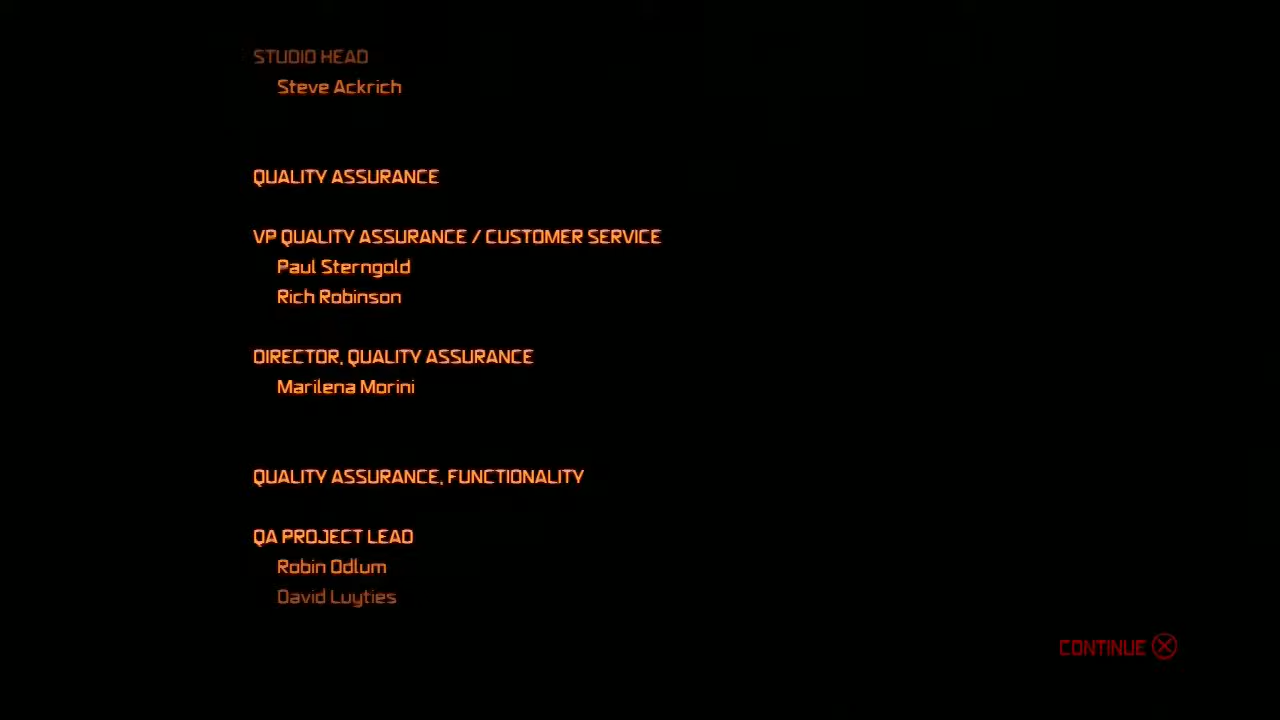 STUDIO HEAD
Steve Ackrich
QUALITY ASSURANCE
VP QUALITY ASSURANCE / CUSTOMER SERVICE
Paul Sterngold
Rich Robinson
DIRECTOR, QUALITY ASSURANCE
Marilena Morini
QUALITY ASSURANCE, FUNCTIONALITY
QA PROJECT LEAD
Robin Odlum
David Luyties
CONTINUE